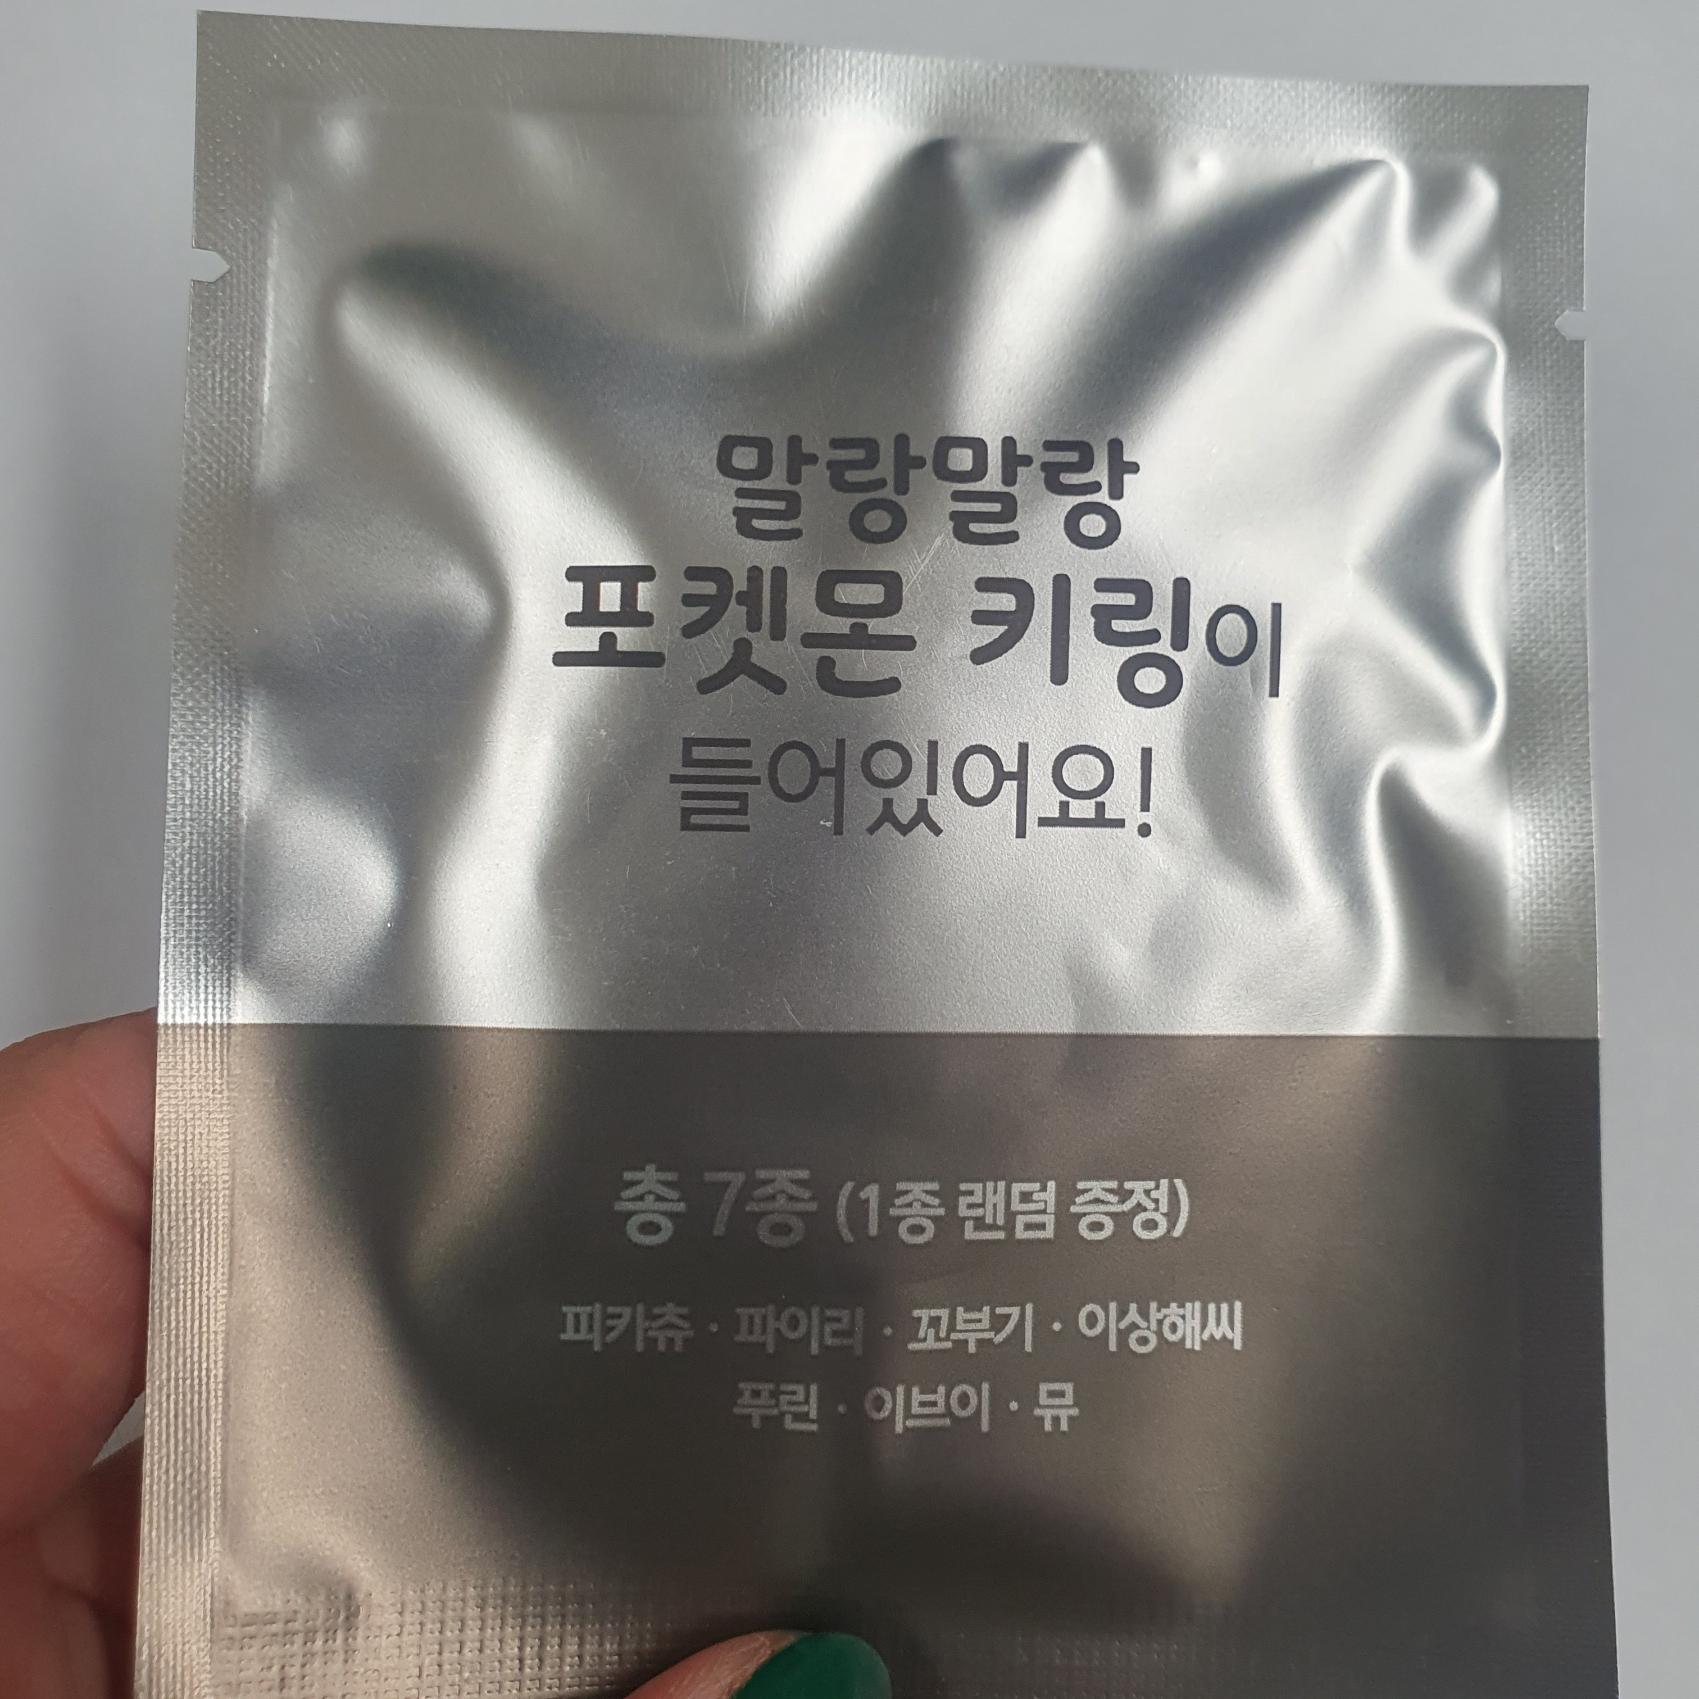 말랑말랑
포켓몬 키링이
들어있어요!
총 7종 (1종 랜덤 증정)
피카츄 · 파이리 · 꼬부기 · 이상해씨
푸린 · 이브이 · 뮤